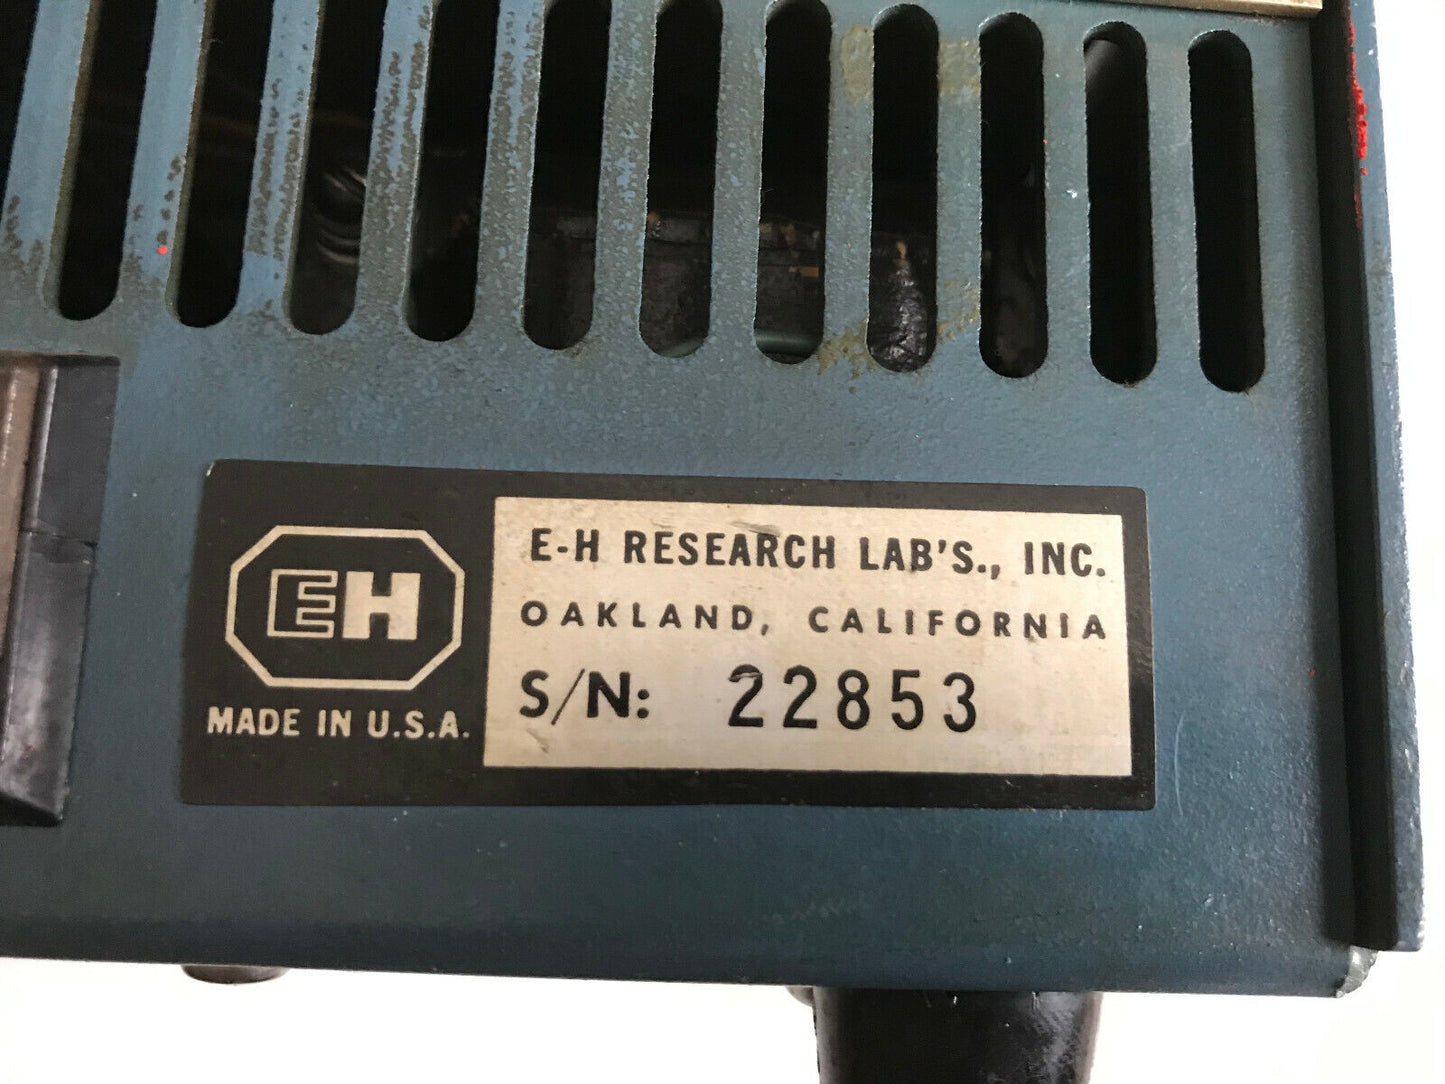 EH
MADE IN U.S.A.
E-H RESEARCH LAB'S., INC.
OAKLAND, CALIFORNIA
S/N: 22853